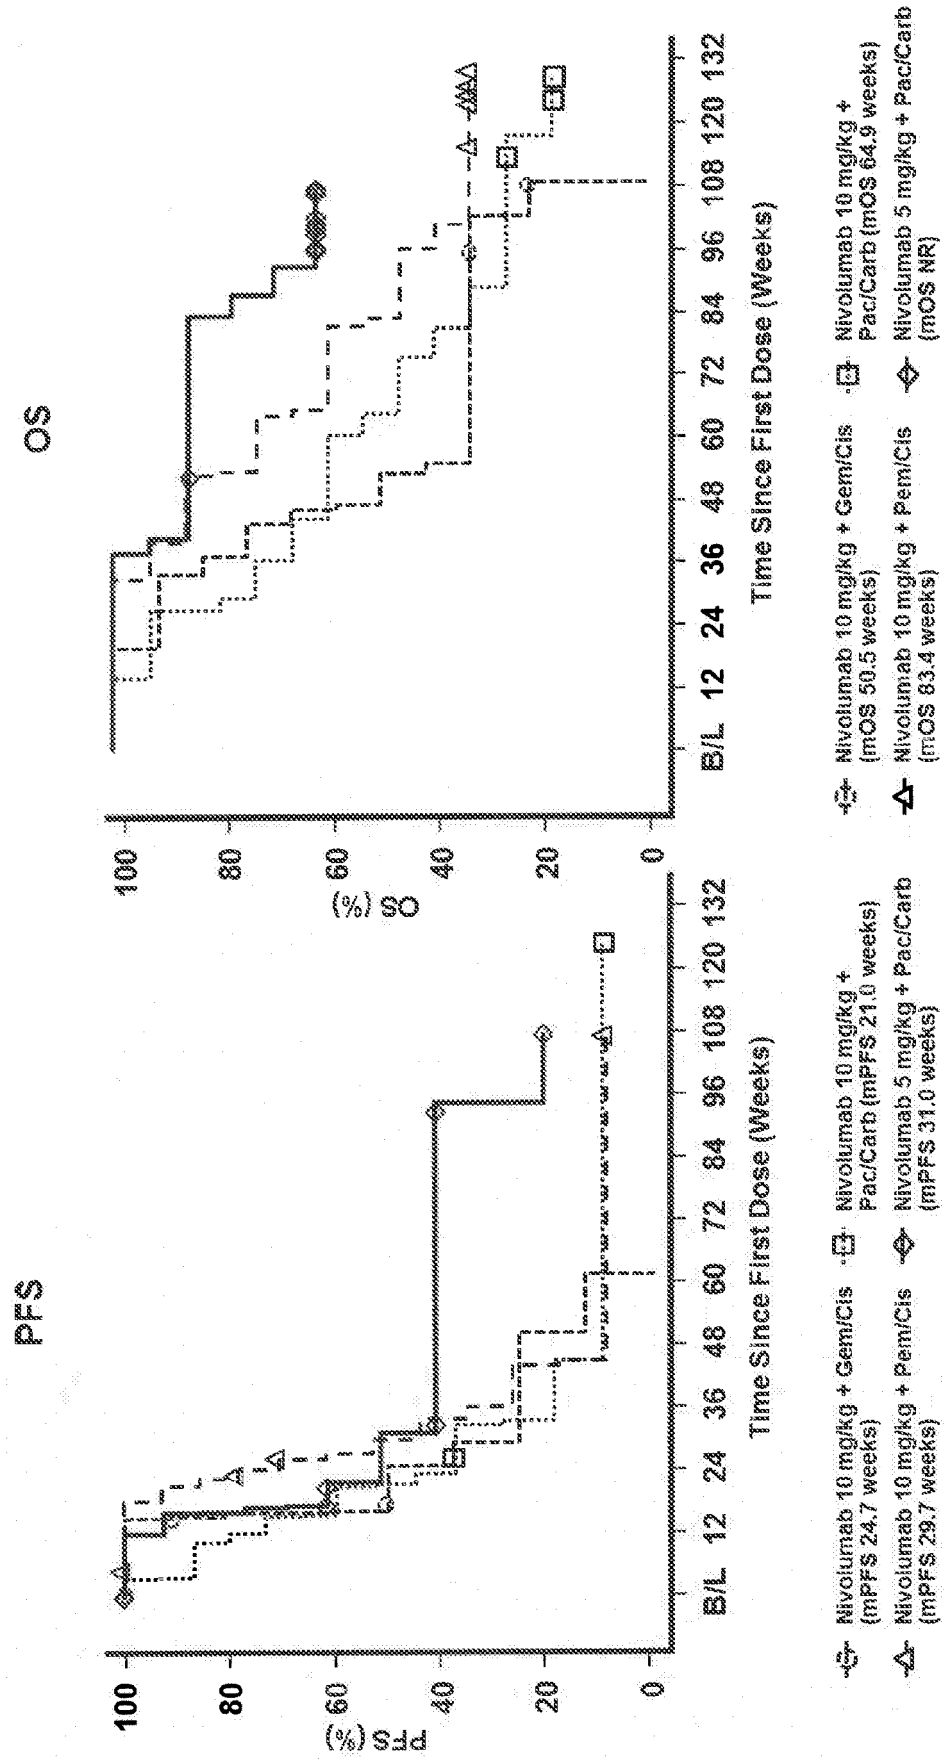 PFS
PFS (%)
100
80
60
40
20
0
B/L 12 24 36 48 60 72 84 96 108 120 132
Time Since First Dose (Weeks)
Nivolumab 10 mg/kg + Gem/Cis
(mPFS 24.7 weeks)
Nivolumab 10 mg/kg +
Pac/Carb (mPFS 21.0 weeks)
Nivolumab 10 mg/kg + Pem/Cis
(mPFS 29.7 weeks)
Nivolumab 5 mg/kg + Pac/Carb
(mPFS 31.0 weeks)
OS
OS (%)
100
80
60
40
20
0
B/L 12 24 36 48 60 72 84 96 108 120 132
Time Since First Dose (Weeks)
Nivolumab 10 mg/kg + Gem/Cis
(mOS 50.5 weeks)
Nivolumab 10 mg/kg +
Pac/Carb (mOS 64.9 weeks)
Nivolumab 10 mg/kg + Pem/Cis
(mOS 83.4 weeks)
Nivolumab 5 mg/kg + Pac/Carb
(mOS NR)